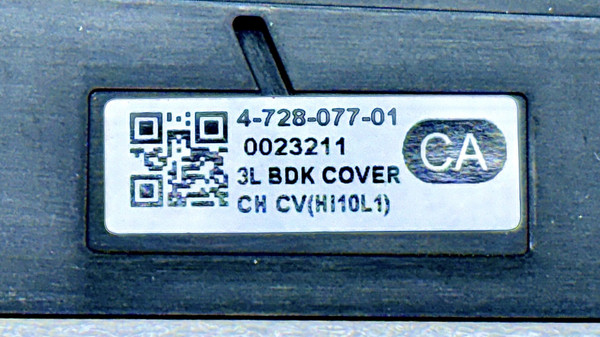 4-728-077-01
0023211
CA
3L BDK COVER
CH CV(HI10L1)